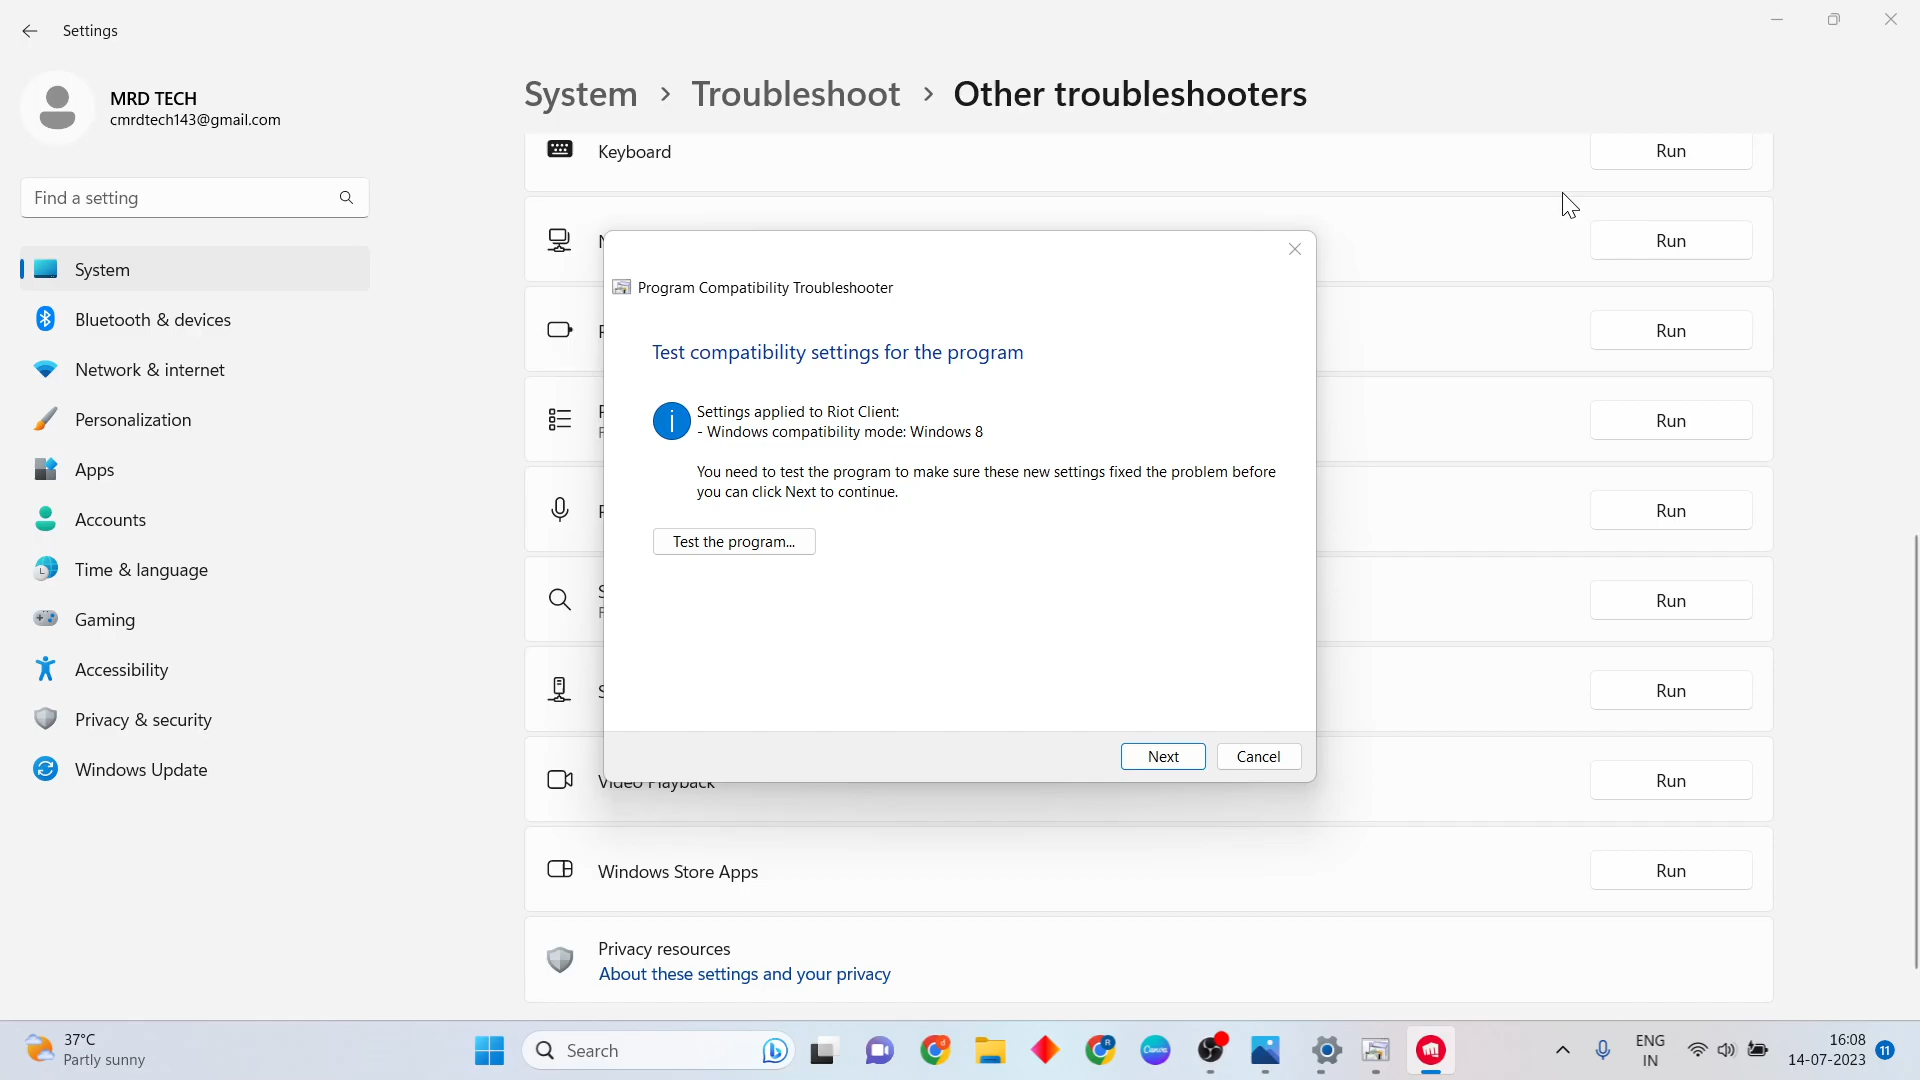 Settings
MRD TECH
cmrdtech143@gmail.com
Find a setting
System
Bluetooth & devices
Network & internet
Personalization
Apps
Accounts
Time & language
Gaming
Accessibility
Privacy & security
Windows Update
System > Troubleshoot > Other troubleshooters
Keyboard
Run
Run
Run
Run
Run
Run
Run
Video Playback
Run
Windows Store Apps
Run
Privacy resources
About these settings and your privacy
Program Compatibility Troubleshooter
Test compatibility settings for the program
Settings applied to Riot Client:
- Windows compatibility mode: Windows 8
You need to test the program to make sure these new settings fixed the problem before
you can click Next to continue.
Test the program...
Next
Cancel
37°C
Partly sunny
Search
Canva
ENG
IN
16:08
14-07-2023
11